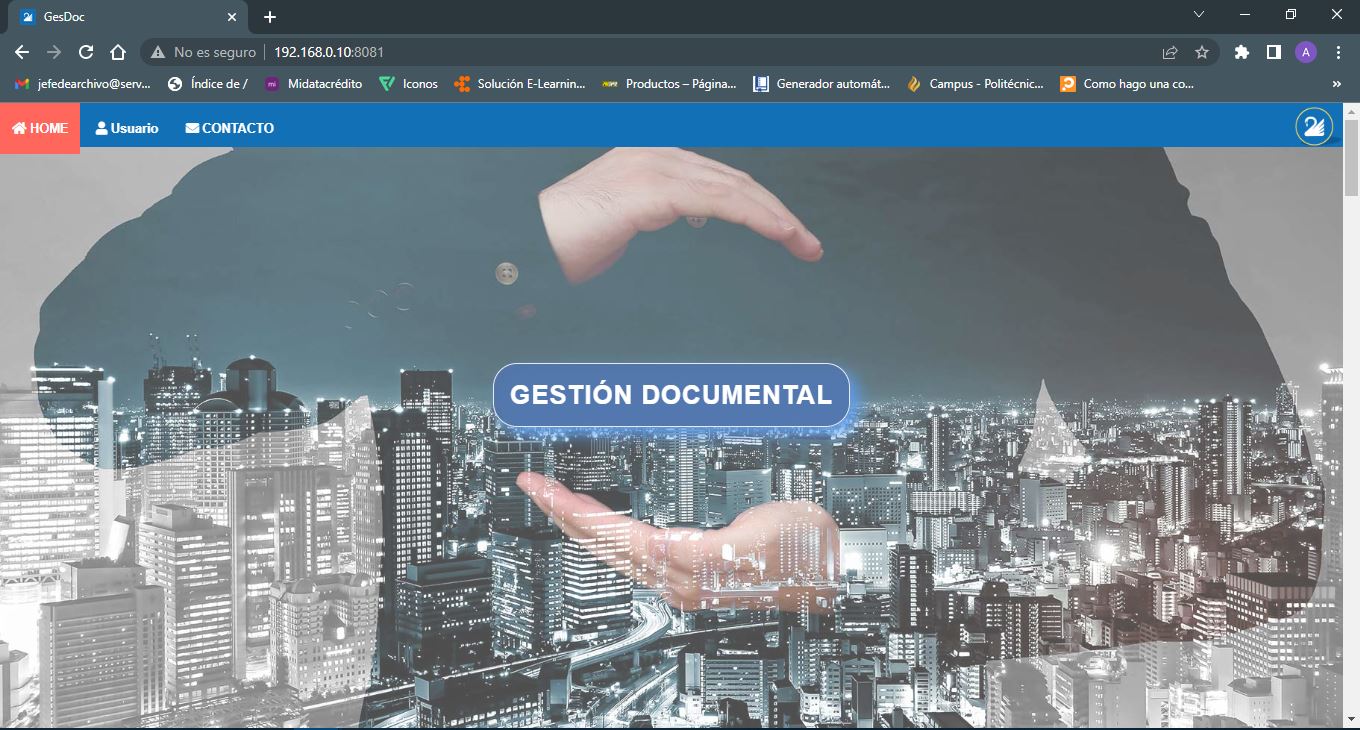 GesDoc
No es seguro
192.168.0.10:8081
A
jefedearchivo@serv...
Índice de /
mi
Midatacrédito
Iconos
Solución E-Learnin...
Productos – Página...
Generador automát...
Campus - Politécnic...
Como hago una co...
HOME
Usuario
CONTACTO
GESTIÓN DOCUMENTAL